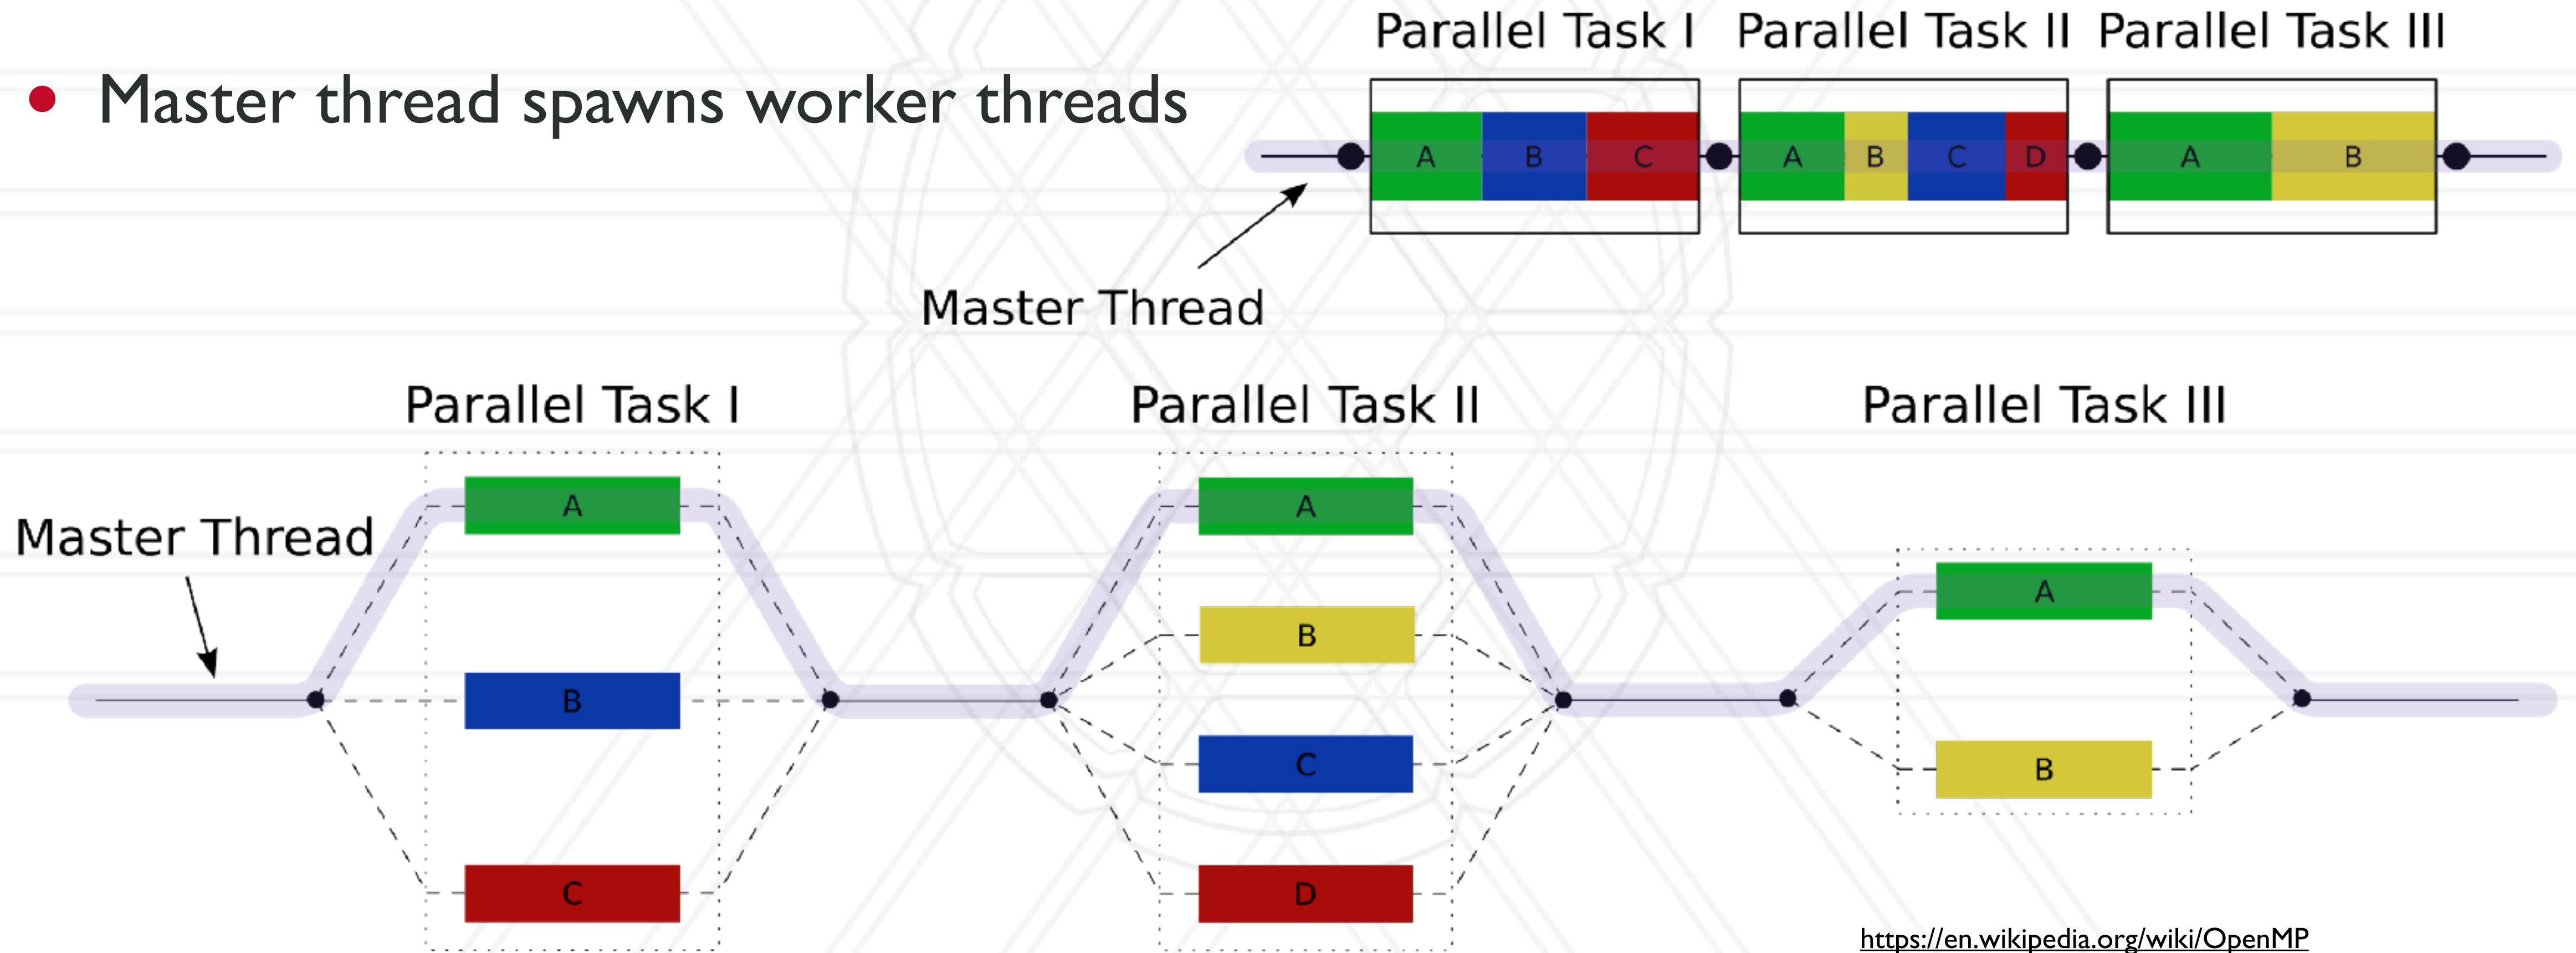 Parallel Task I Parallel Task II Parallel Task III
• Master thread spawns worker threads
A B C A B C D A B
Master Thread
Parallel Task I Parallel Task II Parallel Task III
A A
Master Thread
A
B
B
C
B
C D
https://en.wikipedia.org/wiki/OpenMP